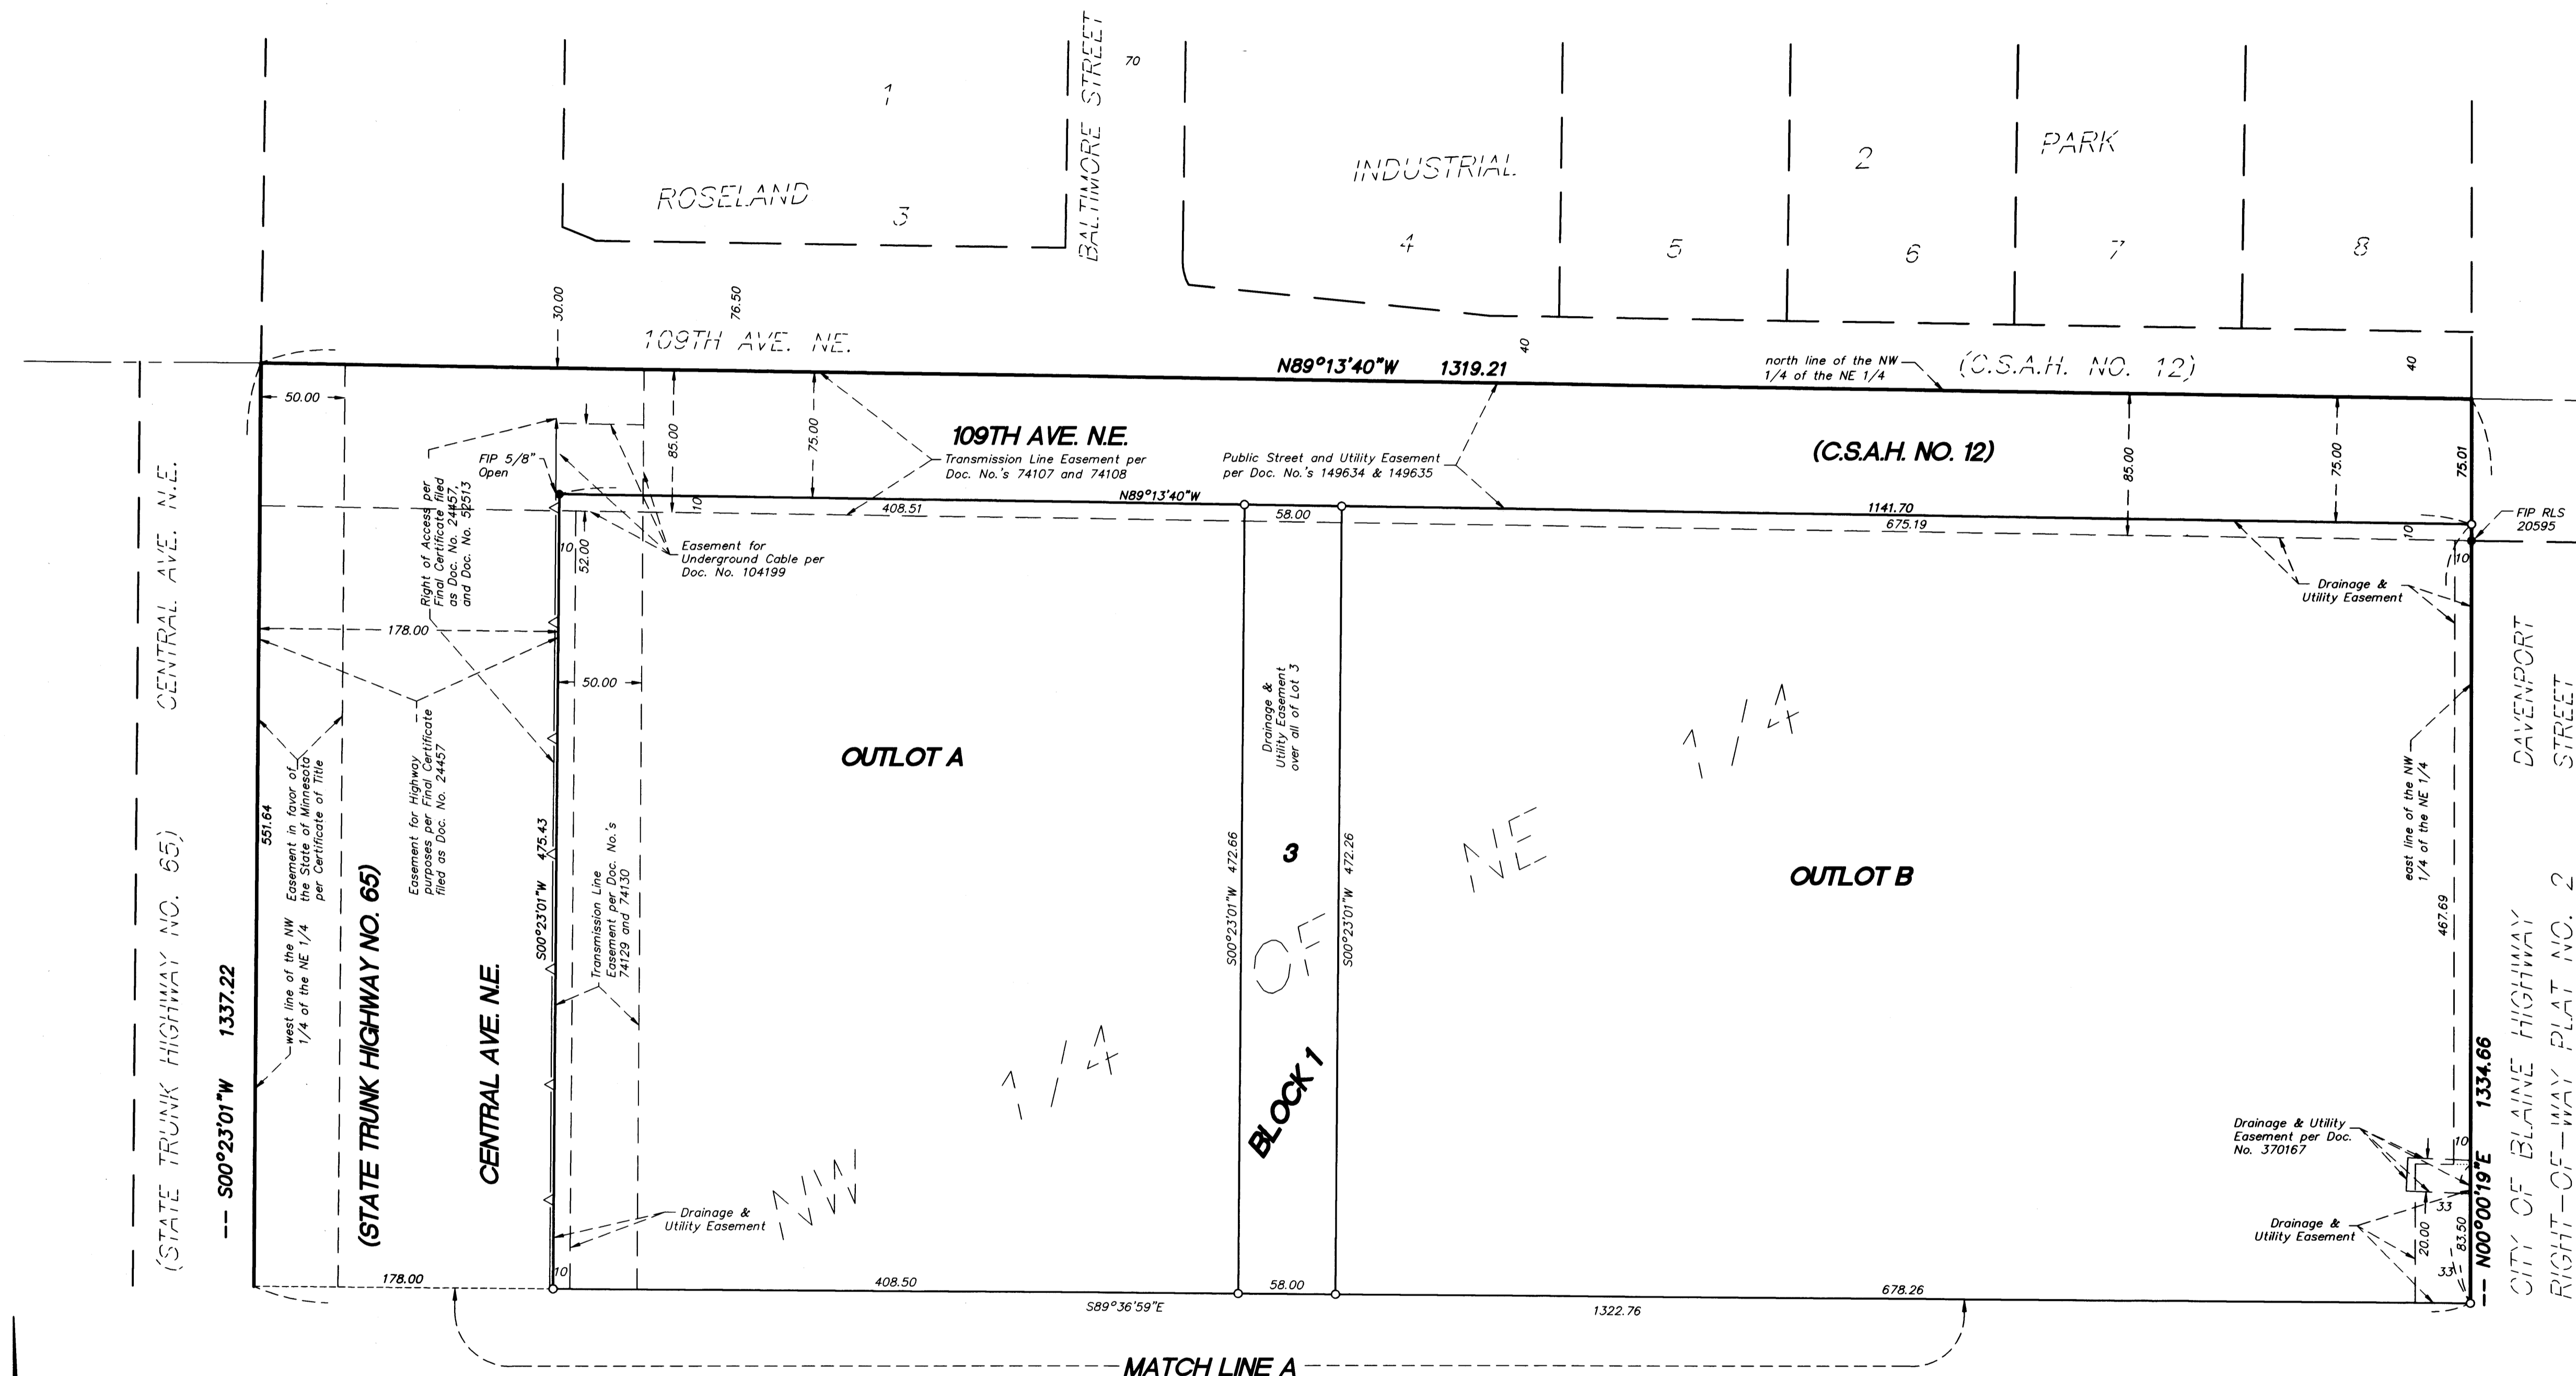 BALTIMORE STREET
70
1
ROSELAND
3
INDUSTRIAL
2
PARK
4
5
6
7
8
30.00
76.50
109TH AVE. NE.
40
N89°13'40"W 1319.21
north line of the NW
1/4 of the NE 1/4
(C.S.A.H. NO. 12)
40
50.00
85.00
75.00
109TH AVE. N.E.
(C.S.A.H. NO. 12)
Transmission Line Easement per
Doc. No.'s 74107 and 74108
Public Street and Utility Easement
per Doc. No.'s 149634 & 149635
85.00
75.00
75.01
FIP 5/8"
Open
Right of Access per
Final Certificate filed
as Doc. No. 24457,
and Doc. No. 52513
10
N89°13'40"W
408.51
58.00
1141.70
675.19
10
FIP RLS
20595
10
52.00
Easement for
Underground Cable per
Doc. No. 104199
10
Drainage &
Utility Easement
178.00
50.00
CENTRAL AVE. N.E.
(STATE TRUNK HIGHWAY NO. 65)
551.64
Easement in favor of
the State of Minnesota
per Certificate of Title
Easement for Highway
purposes per Final Certificate
filed as Doc. No. 24457
S00°23'01"W 475.43
Transmission Line
Easement per Doc. No.'s
74129 and 74130
OUTLOT A
Drainage &
Utility Easement
over all of Lot 3
S00°23'01"W 472.66
3
S00°23'01"W 472.26
1/4
NE
OF
1/4
NW
OUTLOT B
east line of the NW
1/4 of the NE 1/4
467.69
DAVENPORT
STREET
CITY OF BLAINE HIGHWAY
RIGHT-OF-WAY PLAT NO. 2
west line of the NW
1/4 of the NE 1/4
-- S00°23'01"W 1337.22
(STATE TRUNK HIGHWAY NO. 65)
CENTRAL AVE. N.E.
BLOCK 1
-- N00°00'19"E 1334.66
Drainage & Utility
Easement per Doc.
No. 370167
10
33
Drainage &
Utility Easement
Drainage &
Utility Easement
20.00
83.50
33
178.00
10
408.50
58.00
678.26
S89°36'59"E
1322.76
MATCH LINE A